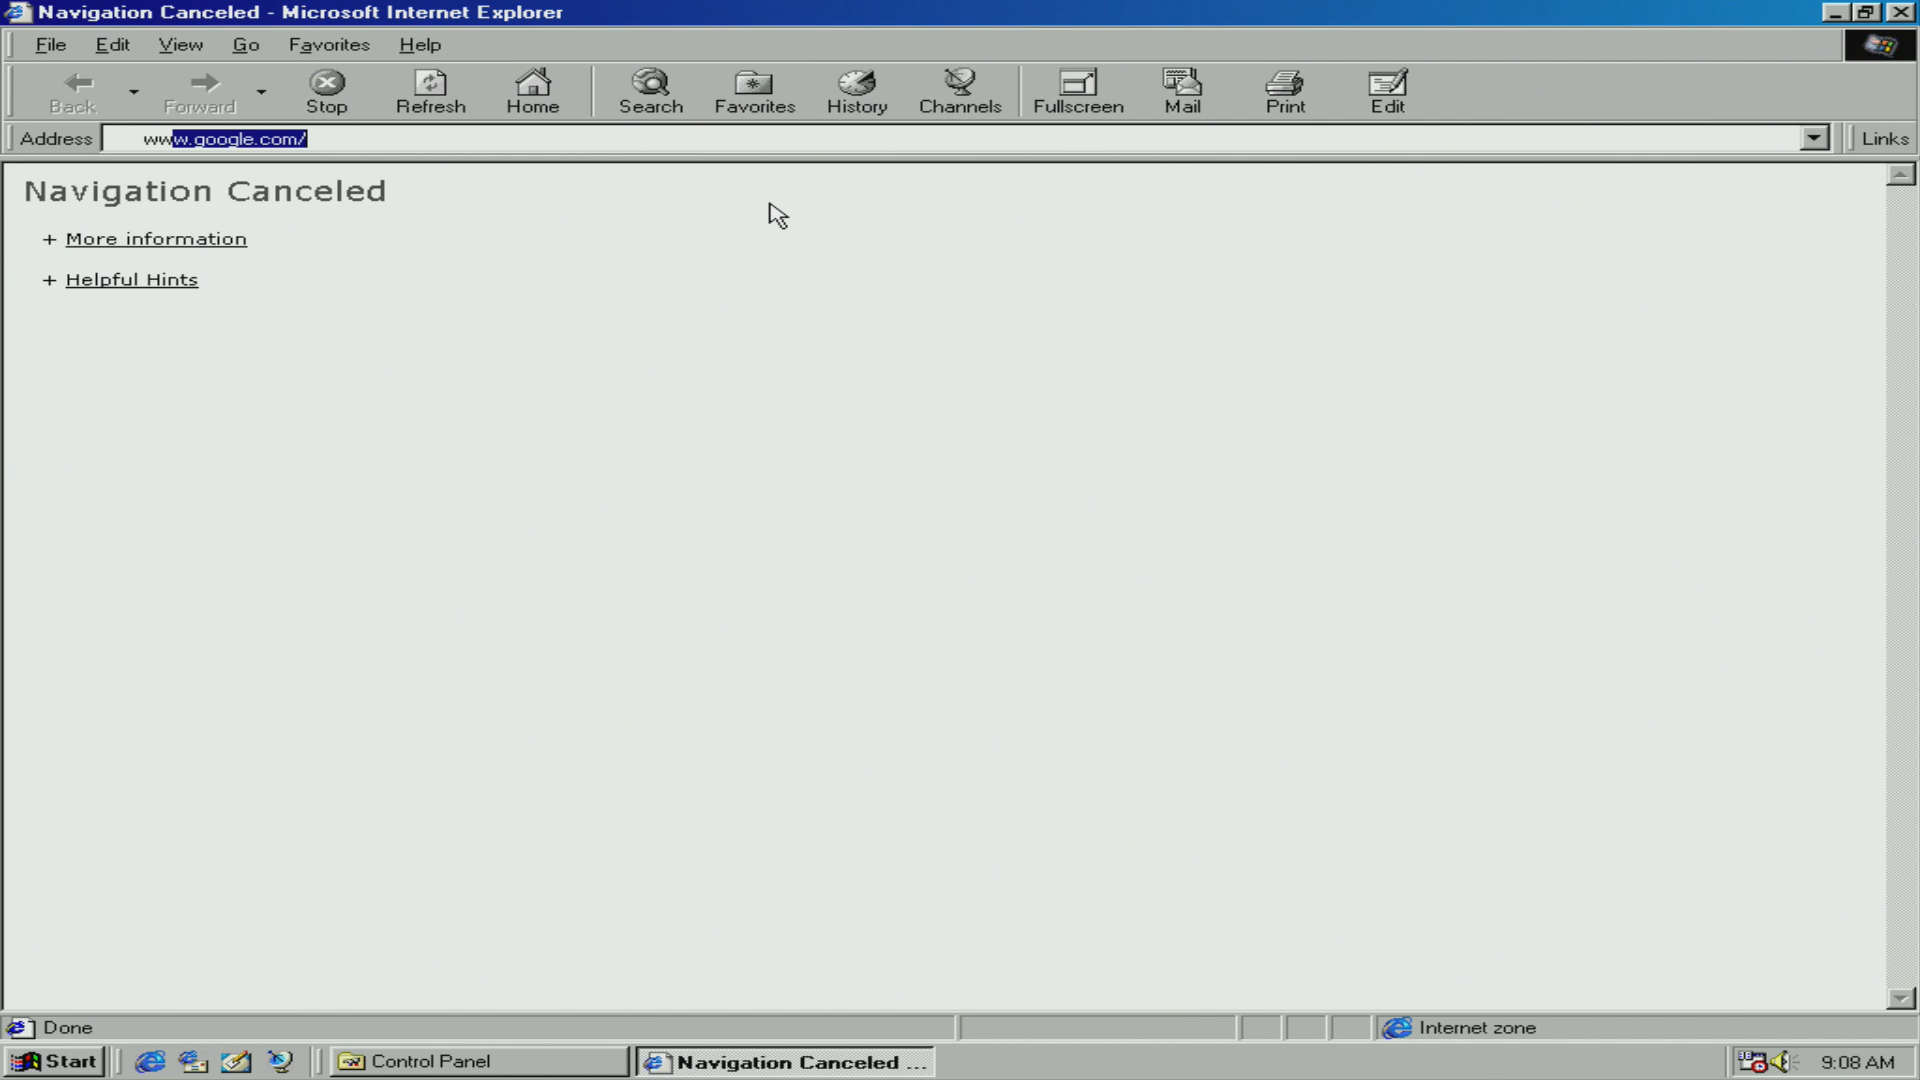 Navigation Canceled - Microsoft Internet Explorer
File Edit View Go Favorites Help
Back Forward Stop Refresh Home Search Favorites History Channels Fullscreen Mail Print Edit
Address www.google.com/ Links
Navigation Canceled
+ More information
+ Helpful Hints
Done Internet zone
Start Control Panel Navigation Canceled ... 9:08 AM